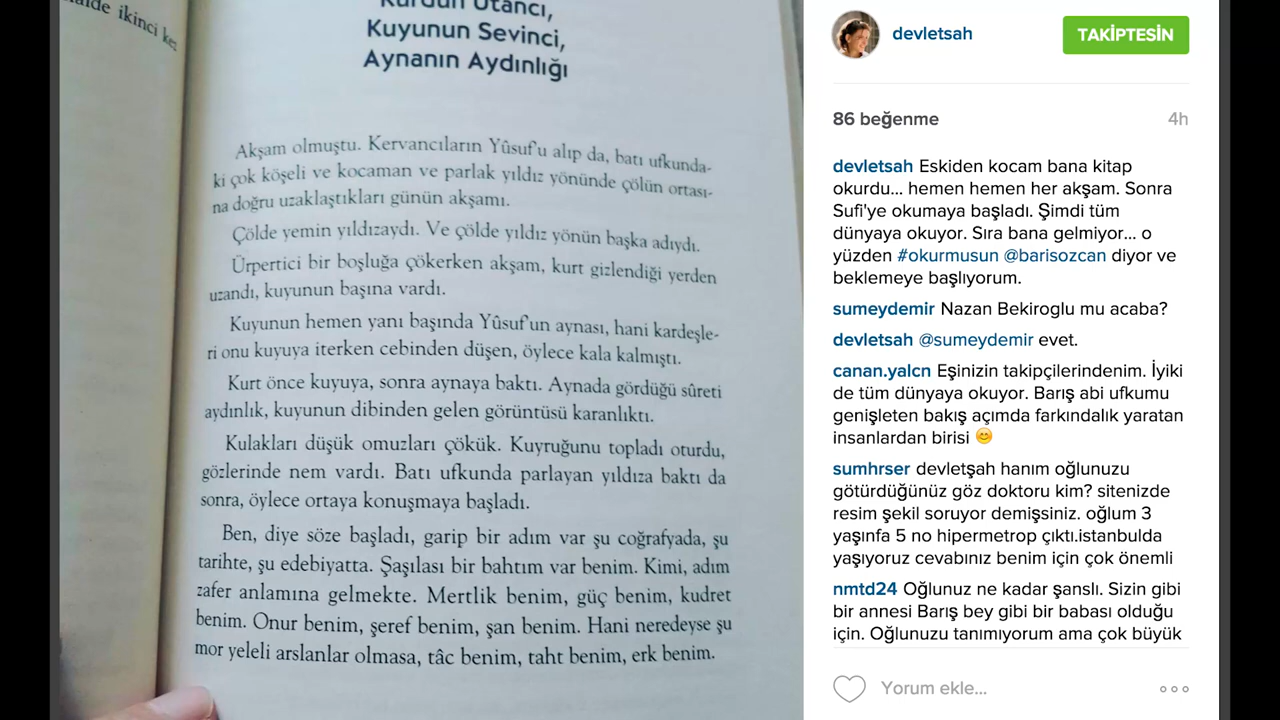 ikinci kez
Kurdun Utancı,
Kuyunun Sevinci,
Aynanın Aydınlığı
Akşam olmuştu. Kervancıların Yûsuf'u alıp da, batı ufkunda-
ki çok köşeli ve kocaman ve parlak yıldız yönünde çölün ortası-
na doğru uzaklaştıkları günün akşamı.
Çölde yemin yıldızaydı. Ve çölde yıldız yönün başka adıydı.
Ürpertici bir boşluğa çökerken akşam, kurt gizlendiği yerden
uzandı, kuyunun başına vardı.
Kuyunun hemen yanı başında Yûsuf'un aynası, hani kardeşle-
ri onu kuyuya iterken cebinden düşen, öylece kala kalmıştı.
Kurt önce kuyuya, sonra aynaya baktı. Aynada gördüğü sûreti
aydınlık, kuyunun dibinden gelen görüntüsü karanlıktı.
Kulakları düşük omuzları çökük. Kuyruğunu topladı oturdu,
gözlerinde nem vardı. Batı ufkunda parlayan yıldıza baktı da
sonra, öylece ortaya konuşmaya başladı.
Ben, diye söze başladı, garip bir adım var şu coğrafyada, şu
tarihte, şu edebiyatta. Şaşılası bir bahtım var benim. Kimi, adım
zafer anlamına gelmekte. Mertlik benim, güç benim, kudret
benim. Onur benim, şeref benim, şan benim. Hani neredeyse şu
mor yeleli arslanlar olmasa, tâc benim, taht benim, erk benim.
devletsah
TAKİPTESİN
86 beğenme
4h
devletsah Eskiden kocam bana kitap
okurdu... hemen hemen her akşam. Sonra
Sufi'ye okumaya başladı. Şimdi tüm
dünyaya okuyor. Sıra bana gelmiyor... o
yüzden #okurmusun @barisozcan diyor ve
beklemeye başlıyorum.
sumeydemir Nazan Bekiroglu mu acaba?
devletsah @sumeydemir evet.
canan.yalcn Eşinizin takipçilerindenim. İyiki
de tüm dünyaya okuyor. Barış abi ufkumu
genişleten bakış açımda farkındalık yaratan
insanlardan birisi 😊
sumhrser devletşah hanım oğlunuzu
götürdüğünüz göz doktoru kim? sitenizde
resim şekil soruyor demişsiniz. oğlum 3
yaşınfa 5 no hipermetrop çıktı.istanbulda
yaşıyoruz cevabınız benim için çok önemli
nmtd24 Oğlunuz ne kadar şanslı. Sizin gibi
bir annesi Barış bey gibi bir babası olduğu
için. Oğlunuzu tanımıyorum ama çok büyük
Yorum ekle...